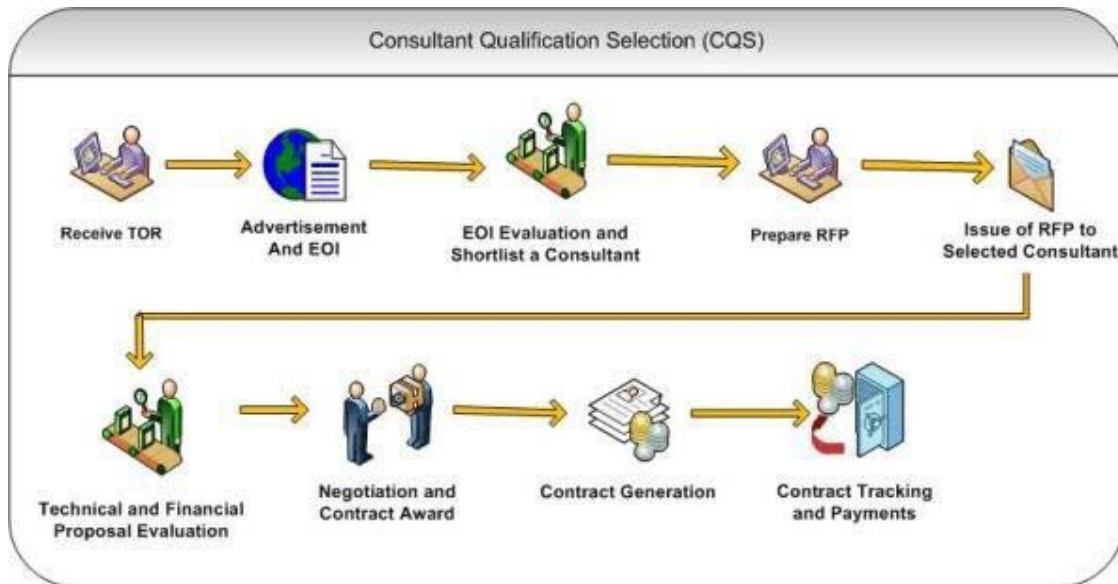 Consultant Qualification Selection (CQS)
Receive TOR
Advertisement
And EOI
EOI Evaluation and
Shortlist a Consultant
Prepare RFP
Issue of RFP to
Selected Consultant
Technical and Financial
Proposal Evaluation
Negotiation and
Contract Award
Contract Generation
Contract Tracking
and Payments